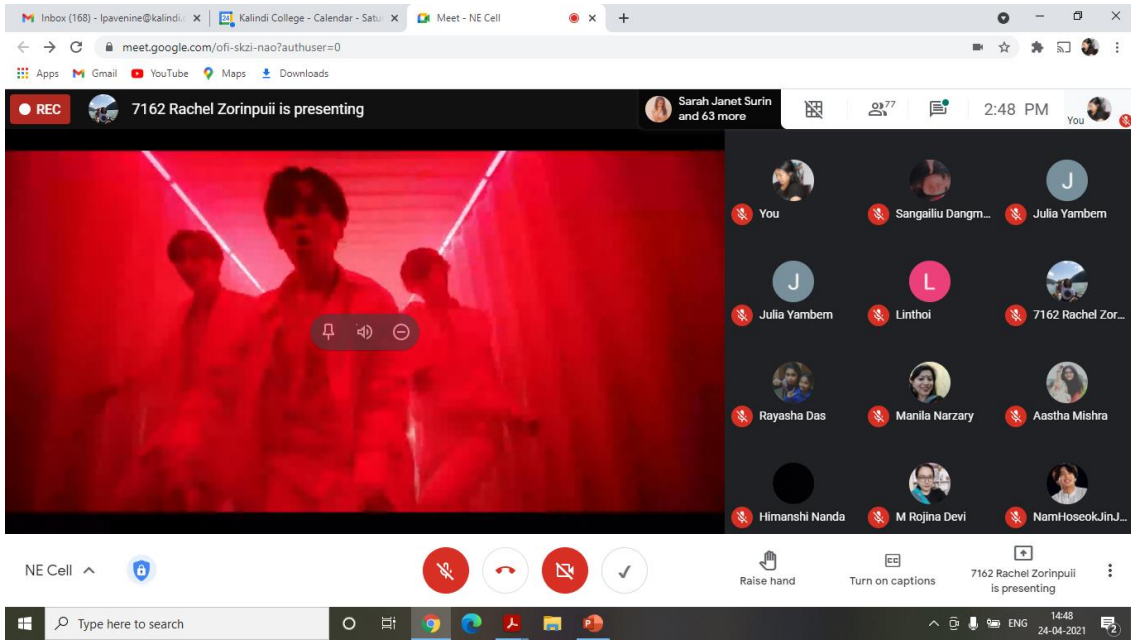 Inbox (168) - lpavenine@kalindi.c
Kalindi College - Calendar - Satur
Meet - NE Cell
meet.google.com/ofi-skzi-nao?authuser=0
Apps
Gmail
YouTube
Maps
Downloads
REC
7162 Rachel Zorinpuii is presenting
Sarah Janet Surin
and 63 more
77
2:48 PM
You
You
Sangailiu Dangm...
J
Julia Yambem
J
Julia Yambem
L
Linthoi
7162 Rachel Zor...
Rayasha Das
Manila Narzary
Aastha Mishra
Himanshi Nanda
M Rojina Devi
NamHoseokJinJ...
NE Cell
Raise hand
CC
Turn on captions
7162 Rachel Zorinpuii
is presenting
Type here to search
ENG
14:48
24-04-2021
2